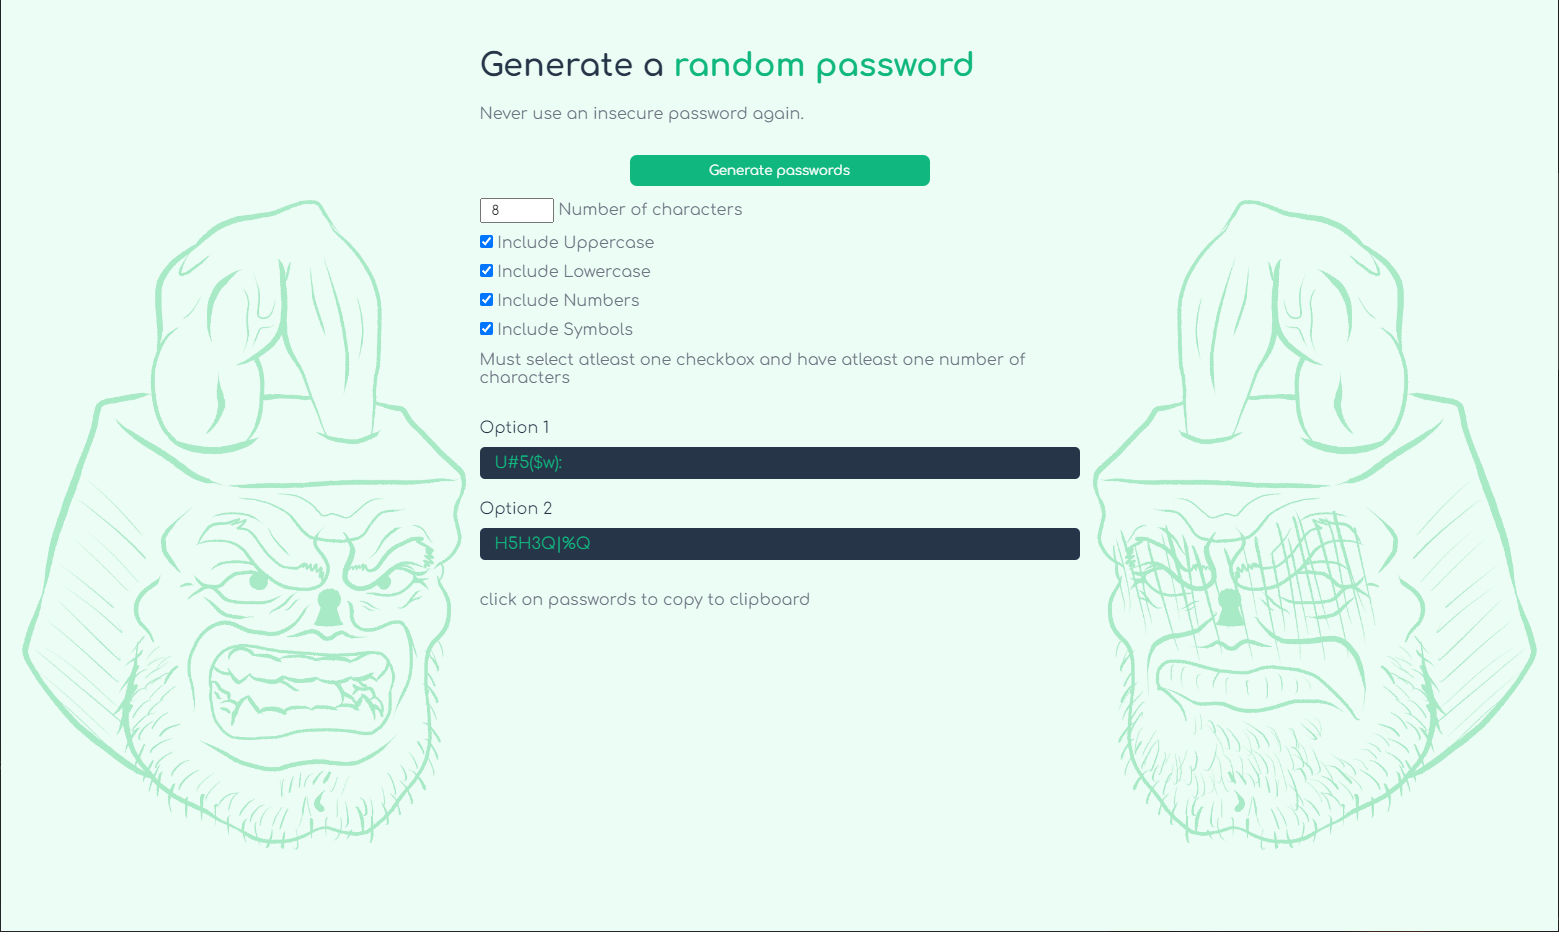 Generate a random password
Never use an insecure password again.
Generate passwords
8 Number of characters
Include Uppercase
Include Lowercase
Include Numbers
Include Symbols
Must select atleast one checkbox and have atleast one number of
characters
Option 1
U#5($w):
Option 2
H5H3Q|%Q
click on passwords to copy to clipboard